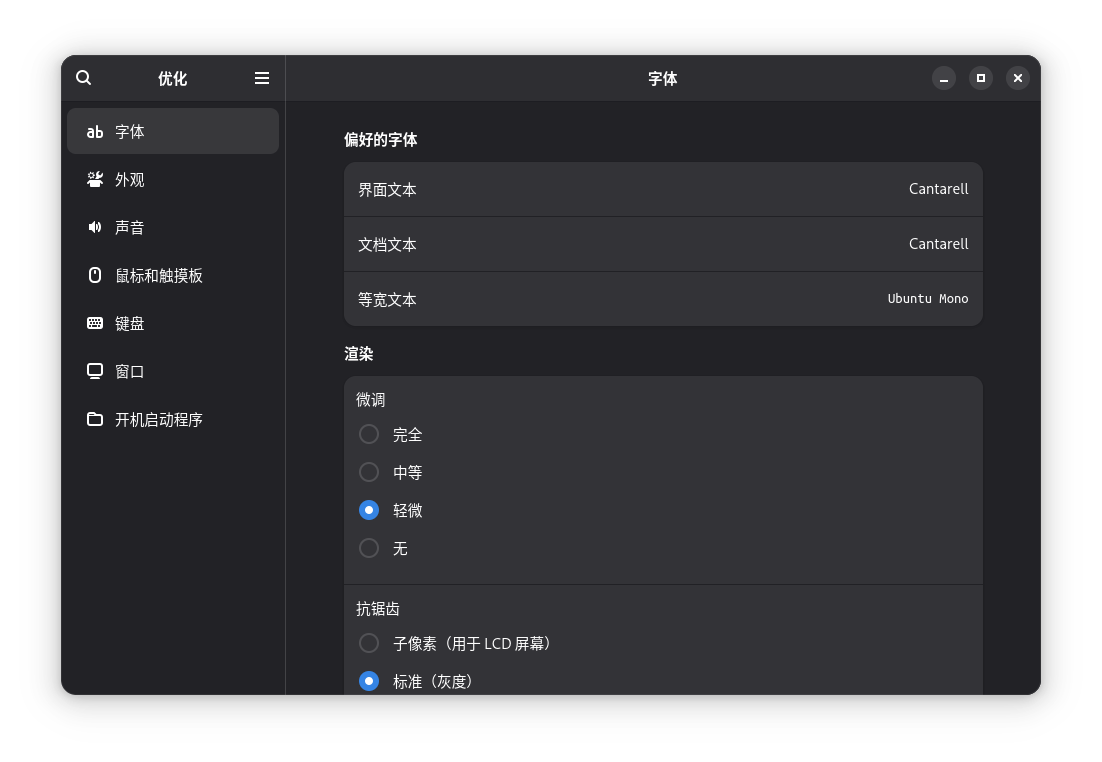 优化
字体
字体
外观
声音
鼠标和触摸板
键盘
窗口
开机启动程序
偏好的字体
界面文本 Cantarell
文档文本 Cantarell
等宽文本 Ubuntu Mono
渲染
微调
完全
中等
轻微
无
抗锯齿
子像素（用于 LCD 屏幕）
标准（灰度）